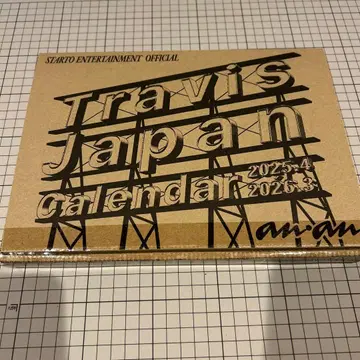 STARTO ENTERTAINMENT OFFICIAL
Travis
Japan
Calendar 2025.4
2026.3
an·an